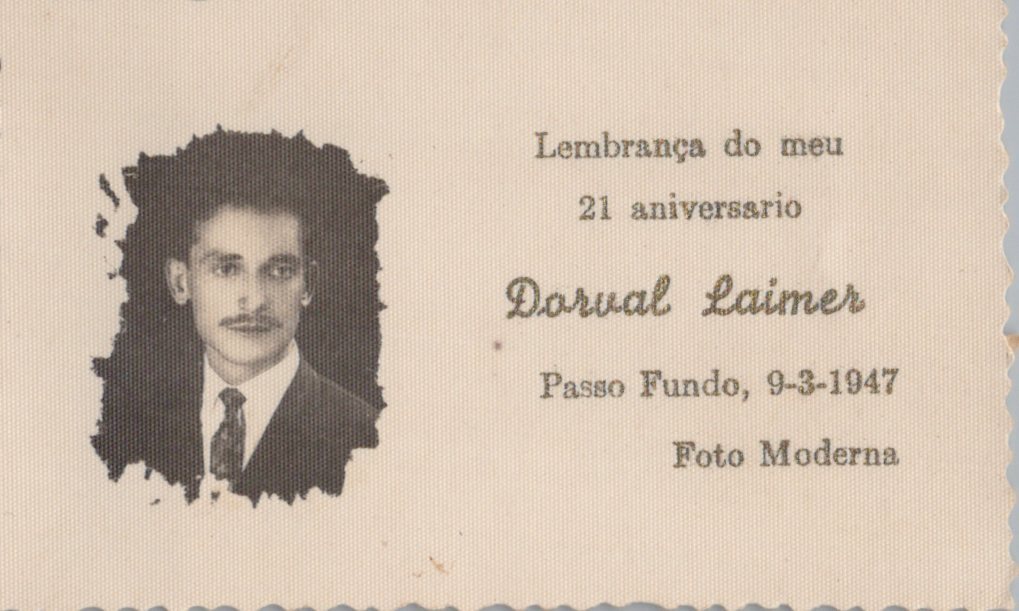 Lembrança do meu
21 aniversario
Dorval Laimer
Passo Fundo, 9-3-1947
Foto Moderna